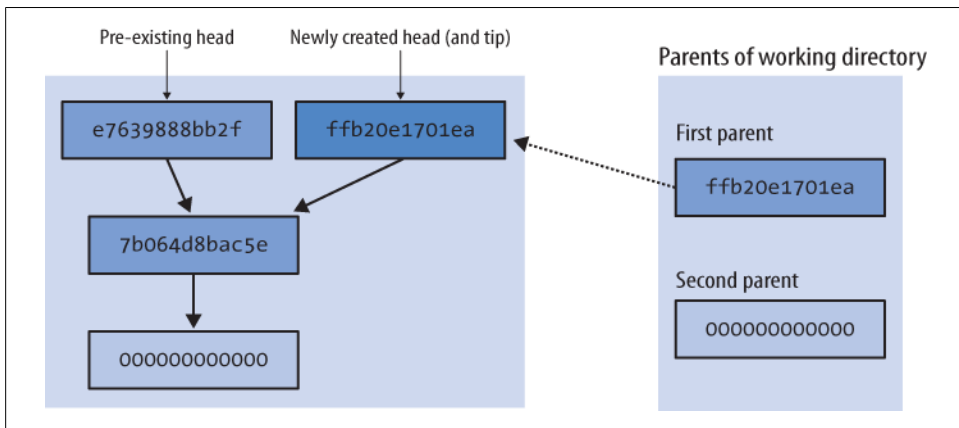 Pre-existing head
Newly created head (and tip)
e7639888bb2f
ffb20e1701ea
7b064d8bac5e
000000000000
Parents of working directory
First parent
ffb20e1701ea
Second parent
000000000000